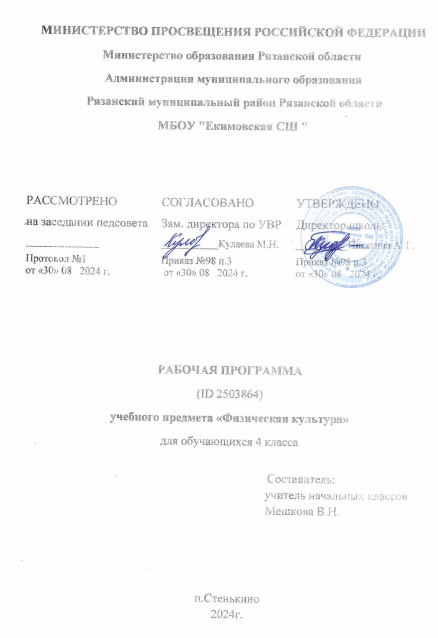 МИНИСТЕРСТВО ПРОСВЕЩЕНИЯ РОССИЙСКОЙ ФЕДЕРАЦИИ
Министерство образования Рязанской области
Администрация муниципального образования
Рязанский муниципальный район Рязанской области
МБОУ "Екимовская СШ "
РАССМОТРЕНО
на заседании педсовета
Протокол №1
от «30» 08 2024 г.
СОГЛАСОВАНО
Зам. директора по УВР
Кулаева М.Н.
Приказ №98 п.3
от «30» 08 2024 г.
УТВЕРЖДЕНО
Директор школы
А. Г.
Приказ №98 п.3
от «30» 08 2024 г.
РАБОЧАЯ ПРОГРАММА
(ID 2503864)
учебного предмета «Физическая культура»
для обучающихся 4 класса
Составитель:
учитель начальных классов
Мешкова В.Н.
п.Стенькино
2024г.